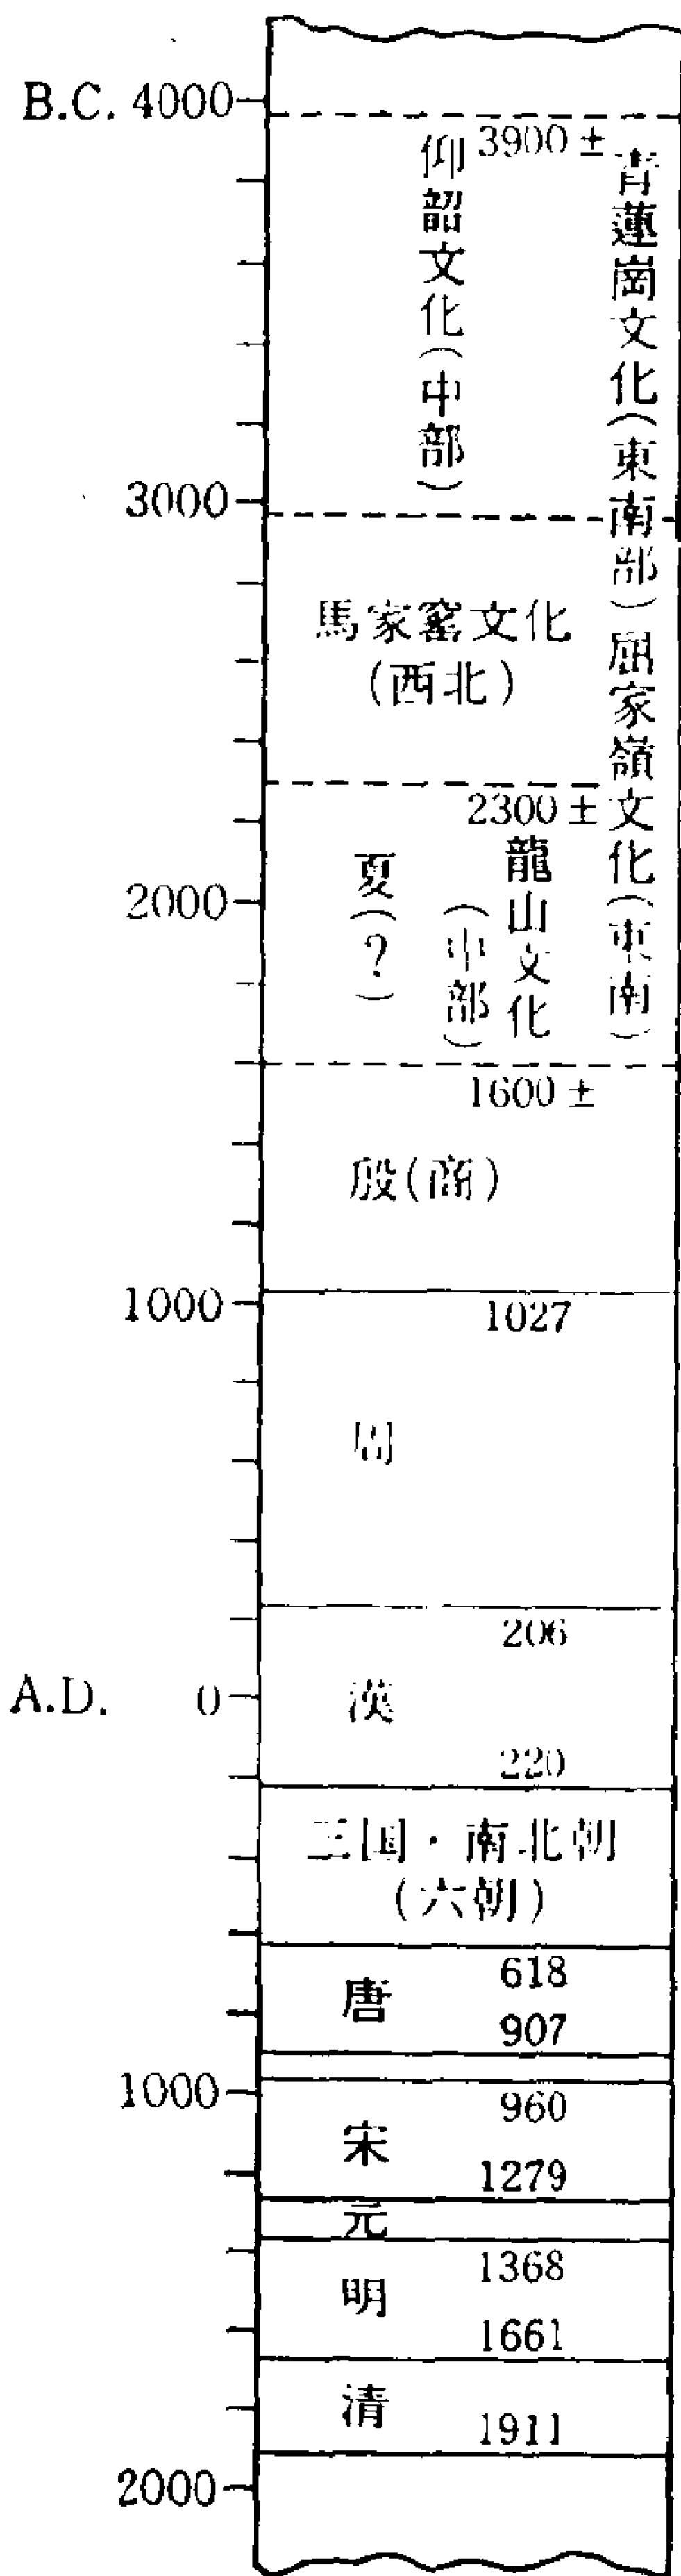 B.C. 4000
3900 ±
仰韶文化(中部)
青蓮崗文化(東南部)屈家嶺文化(東南)
3000
馬家窯文化
(西北)
2300 ±
2000
夏(?)
龍山文化
(中部)
1600 ±
殷(商)
1000
1027
周
206
A.D. 0
漢
220
三国・南北朝
(六朝)
618
唐
907
1000
960
宋
1279
元
1368
明
1661
清
1911
2000